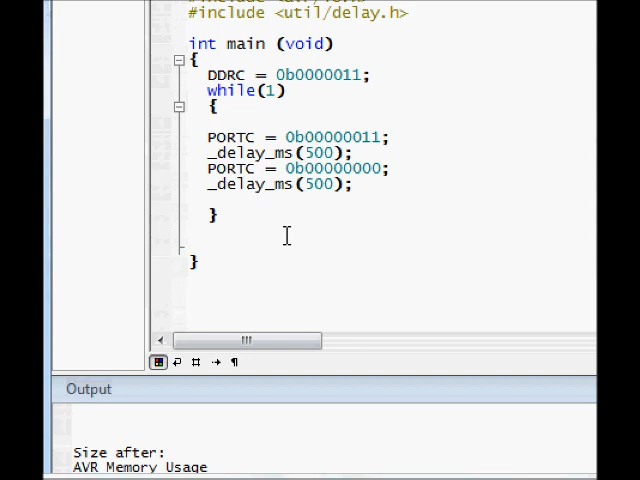 #include <util/delay.h>
int main (void)
{
DDRC = 0b0000011;
while(1)
{
PORTC = 0b00000011;
_delay_ms(500);
PORTC = 0b00000000;
_delay_ms(500);
}
}
Output
Size after:
AVR Memory Usage